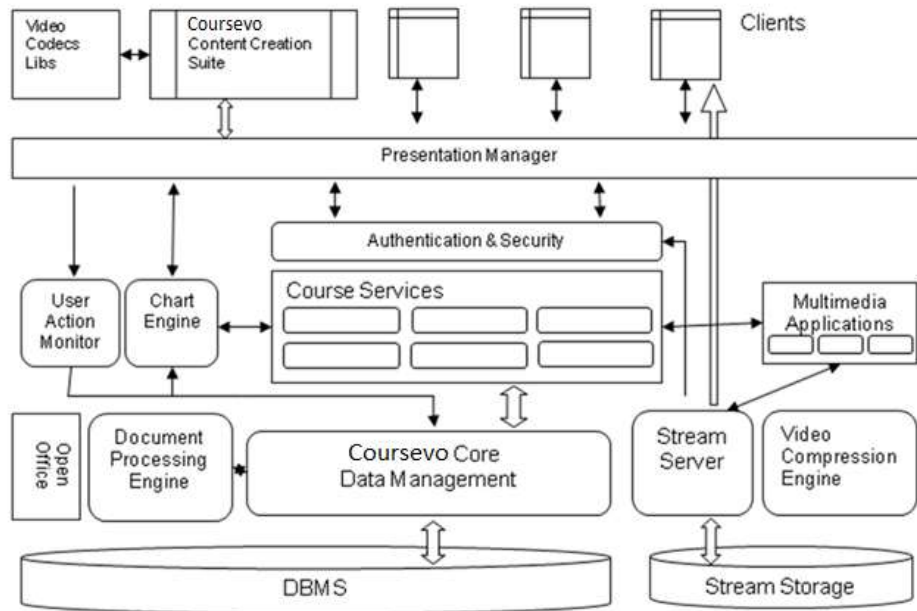 Video
Codecs
Libs
Coursevo
Content Creation
Suite
Clients
Presentation Manager
Authentication & Security
User
Action
Monitor
Chart
Engine
Course Services
Multimedia
Applications
Open
Office
Document
Processing
Engine
Coursevo Core
Data Management
Stream
Server
Video
Compression
Engine
DBMS
Stream Storage